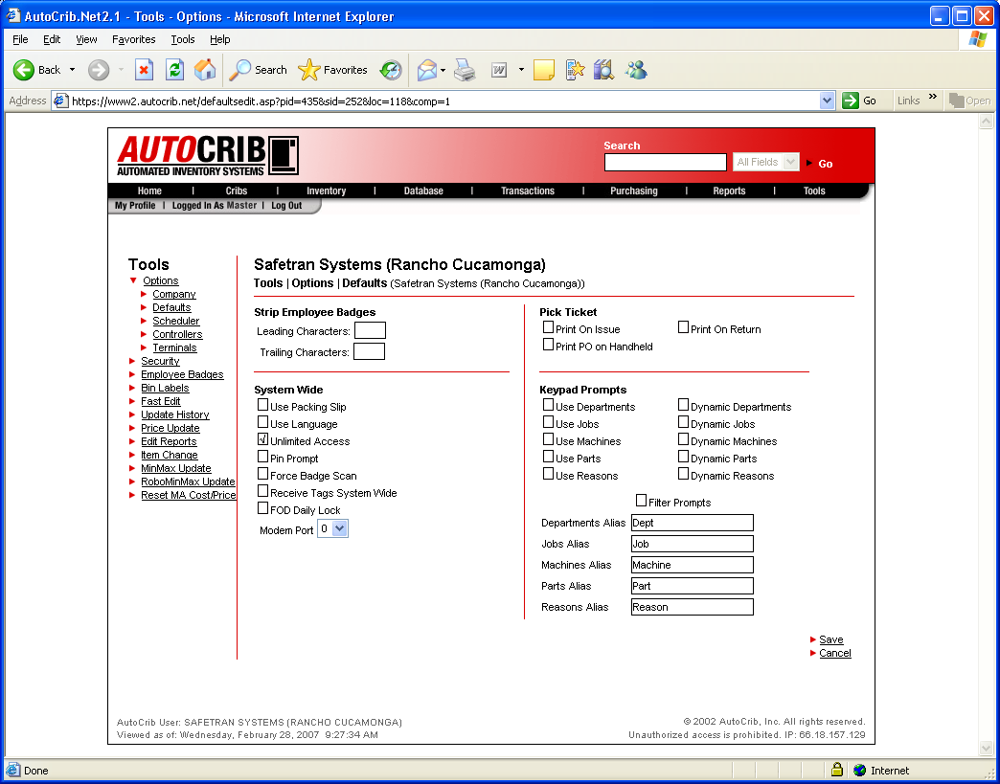 AutoCrib.Net2.1 - Tools - Options - Microsoft Internet Explorer
File Edit View Favorites Tools Help
Back Search Favorites
Address https://www2.autocrib.net/defaultsedit.asp?pid=435&sid=252&loc=118&comp=1 Go Links » Open
AUTOCRIB
AUTOMATED INVENTORY SYSTEMS
Search
All Fields Go
Home | Cribs | Inventory | Database | Transactions | Purchasing | Reports | Tools
My Profile | Logged In As Master | Log Out
Tools
Options
Company
Defaults
Scheduler
Controllers
Terminals
Security
Employee Badges
Bin Labels
Fast Edit
Update History
Price Update
Edit Reports
Item Change
MinMax Update
RoboMinMax Update
Reset MA Cost/Price
Safetran Systems (Rancho Cucamonga)
Tools | Options | Defaults (Safetran Systems (Rancho Cucamonga))
Strip Employee Badges
Leading Characters:
Trailing Characters:
Pick Ticket
Print On Issue Print On Return
Print PO on Handheld
System Wide
Use Packing Slip
Use Language
Unlimited Access
Pin Prompt
Force Badge Scan
Receive Tags System Wide
FOD Daily Lock
Modem Port 0
Keypad Prompts
Use Departments Dynamic Departments
Use Jobs Dynamic Jobs
Use Machines Dynamic Machines
Use Parts Dynamic Parts
Use Reasons Dynamic Reasons
Filter Prompts
Departments Alias Dept
Jobs Alias Job
Machines Alias Machine
Parts Alias Part
Reasons Alias Reason
Save
Cancel
AutoCrib User: SAFETRAN SYSTEMS (RANCHO CUCAMONGA)
Viewed as of: Wednesday, February 28, 2007 9:27:34 AM
© 2002 AutoCrib, Inc. All rights reserved.
Unauthorized access is prohibited. IP: 66.18.157.129
Done Internet